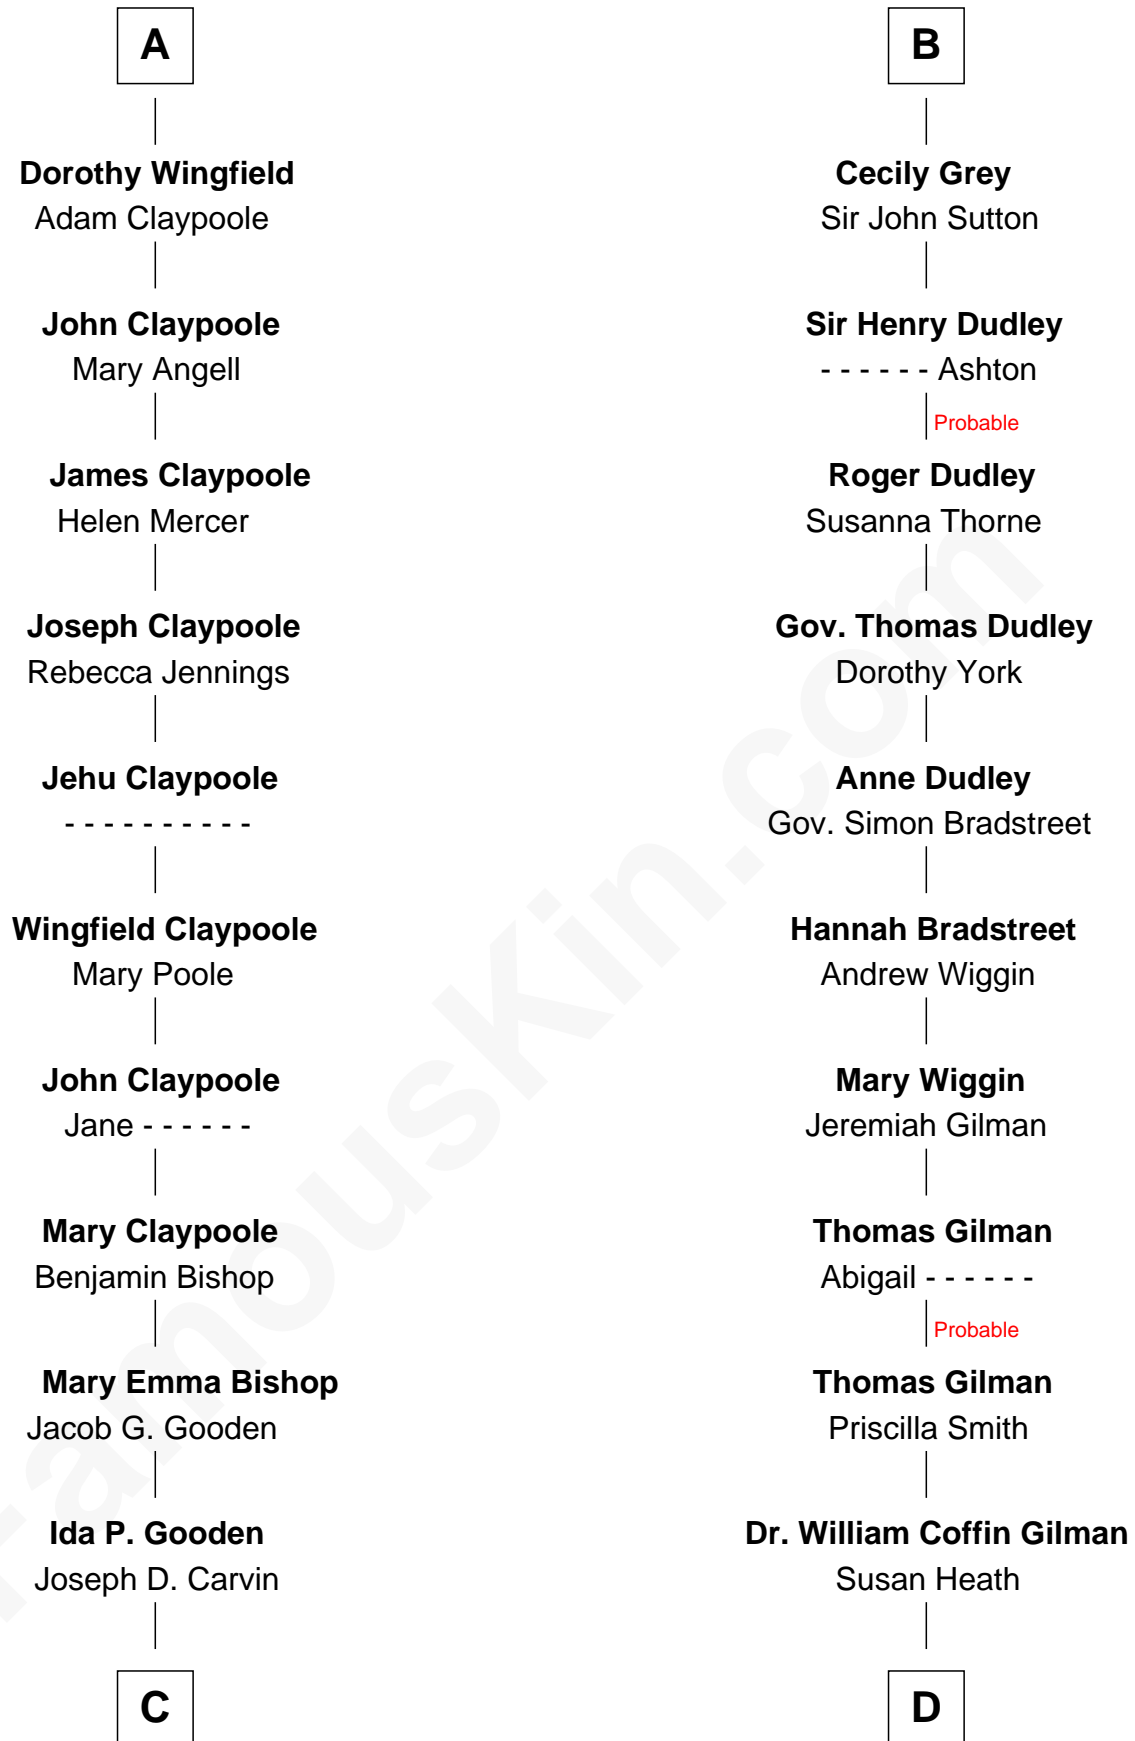 A
Dorothy Wingfield
Adam Claypoole
John Claypoole
Mary Angell
James Claypoole
Helen Mercer
Joseph Claypoole
Rebecca Jennings
Jehu Claypoole
- - - - - - - - - -
Wingfield Claypoole
Mary Poole
John Claypoole
Jane - - - - - -
Mary Claypoole
Benjamin Bishop
Mary Emma Bishop
Jacob G. Gooden
Ida P. Gooden
Joseph D. Carvin
C
B
Cecily Grey
Sir John Sutton
Sir Henry Dudley
- - - - - - Ashton
Probable
Roger Dudley
Susanna Thorne
Gov. Thomas Dudley
Dorothy York
Anne Dudley
Gov. Simon Bradstreet
Hannah Bradstreet
Andrew Wiggin
Mary Wiggin
Jeremiah Gilman
Thomas Gilman
Abigail - - - - - -
Probable
Thomas Gilman
Priscilla Smith
Dr. William Coffin Gilman
Susan Heath
D
FamousKin.com